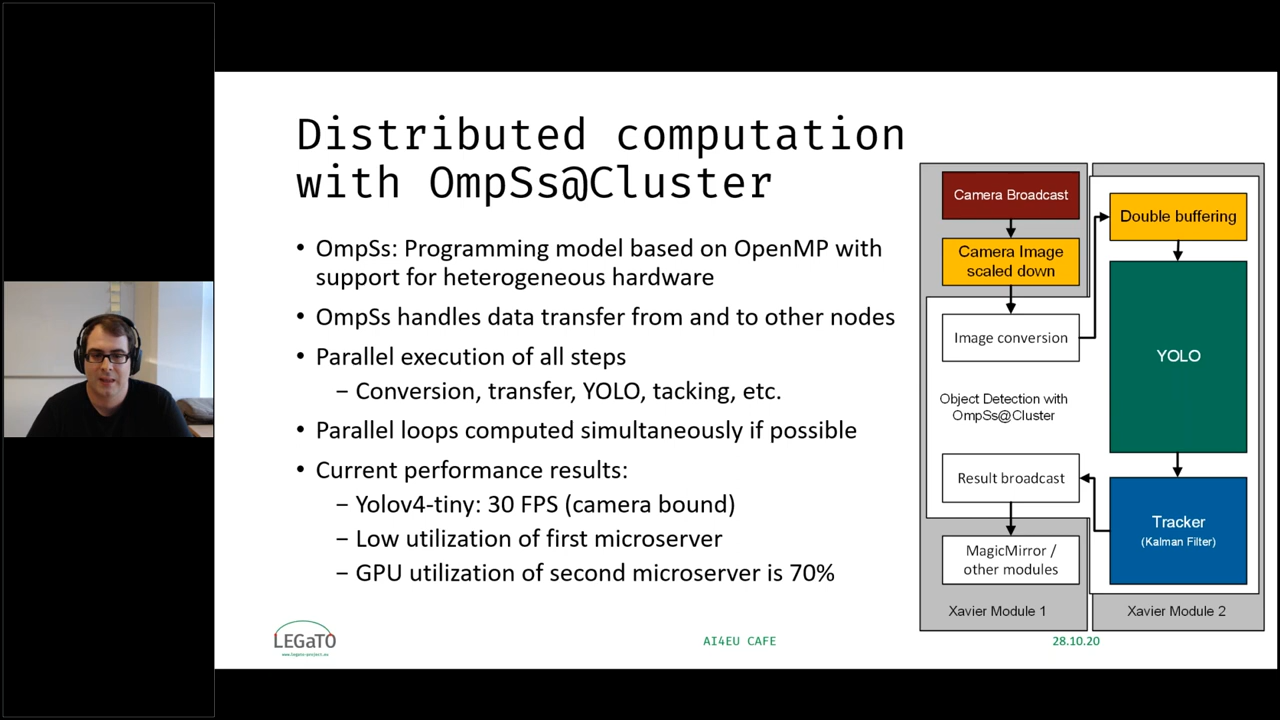 Distributed computation
with OmpSs@Cluster
• OmpSs: Programming model based on OpenMP with
support for heterogeneous hardware
• OmpSs handles data transfer from and to other nodes
• Parallel execution of all steps
− Conversion, transfer, YOLO, tacking, etc.
• Parallel loops computed simultaneously if possible
• Current performance results:
− Yolov4-tiny: 30 FPS (camera bound)
− Low utilization of first microserver
− GPU utilization of second microserver is 70%
Camera Broadcast
Camera Image
scaled down
Image conversion
Object Detection with
OmpSs@Cluster
Result broadcast
MagicMirror /
other modules
Xavier Module 1
Double buffering
YOLO
Tracker
(Kalman Filter)
Xavier Module 2
LEGaTO
www.legato-project.eu
AI4EU CAFE
28.10.20